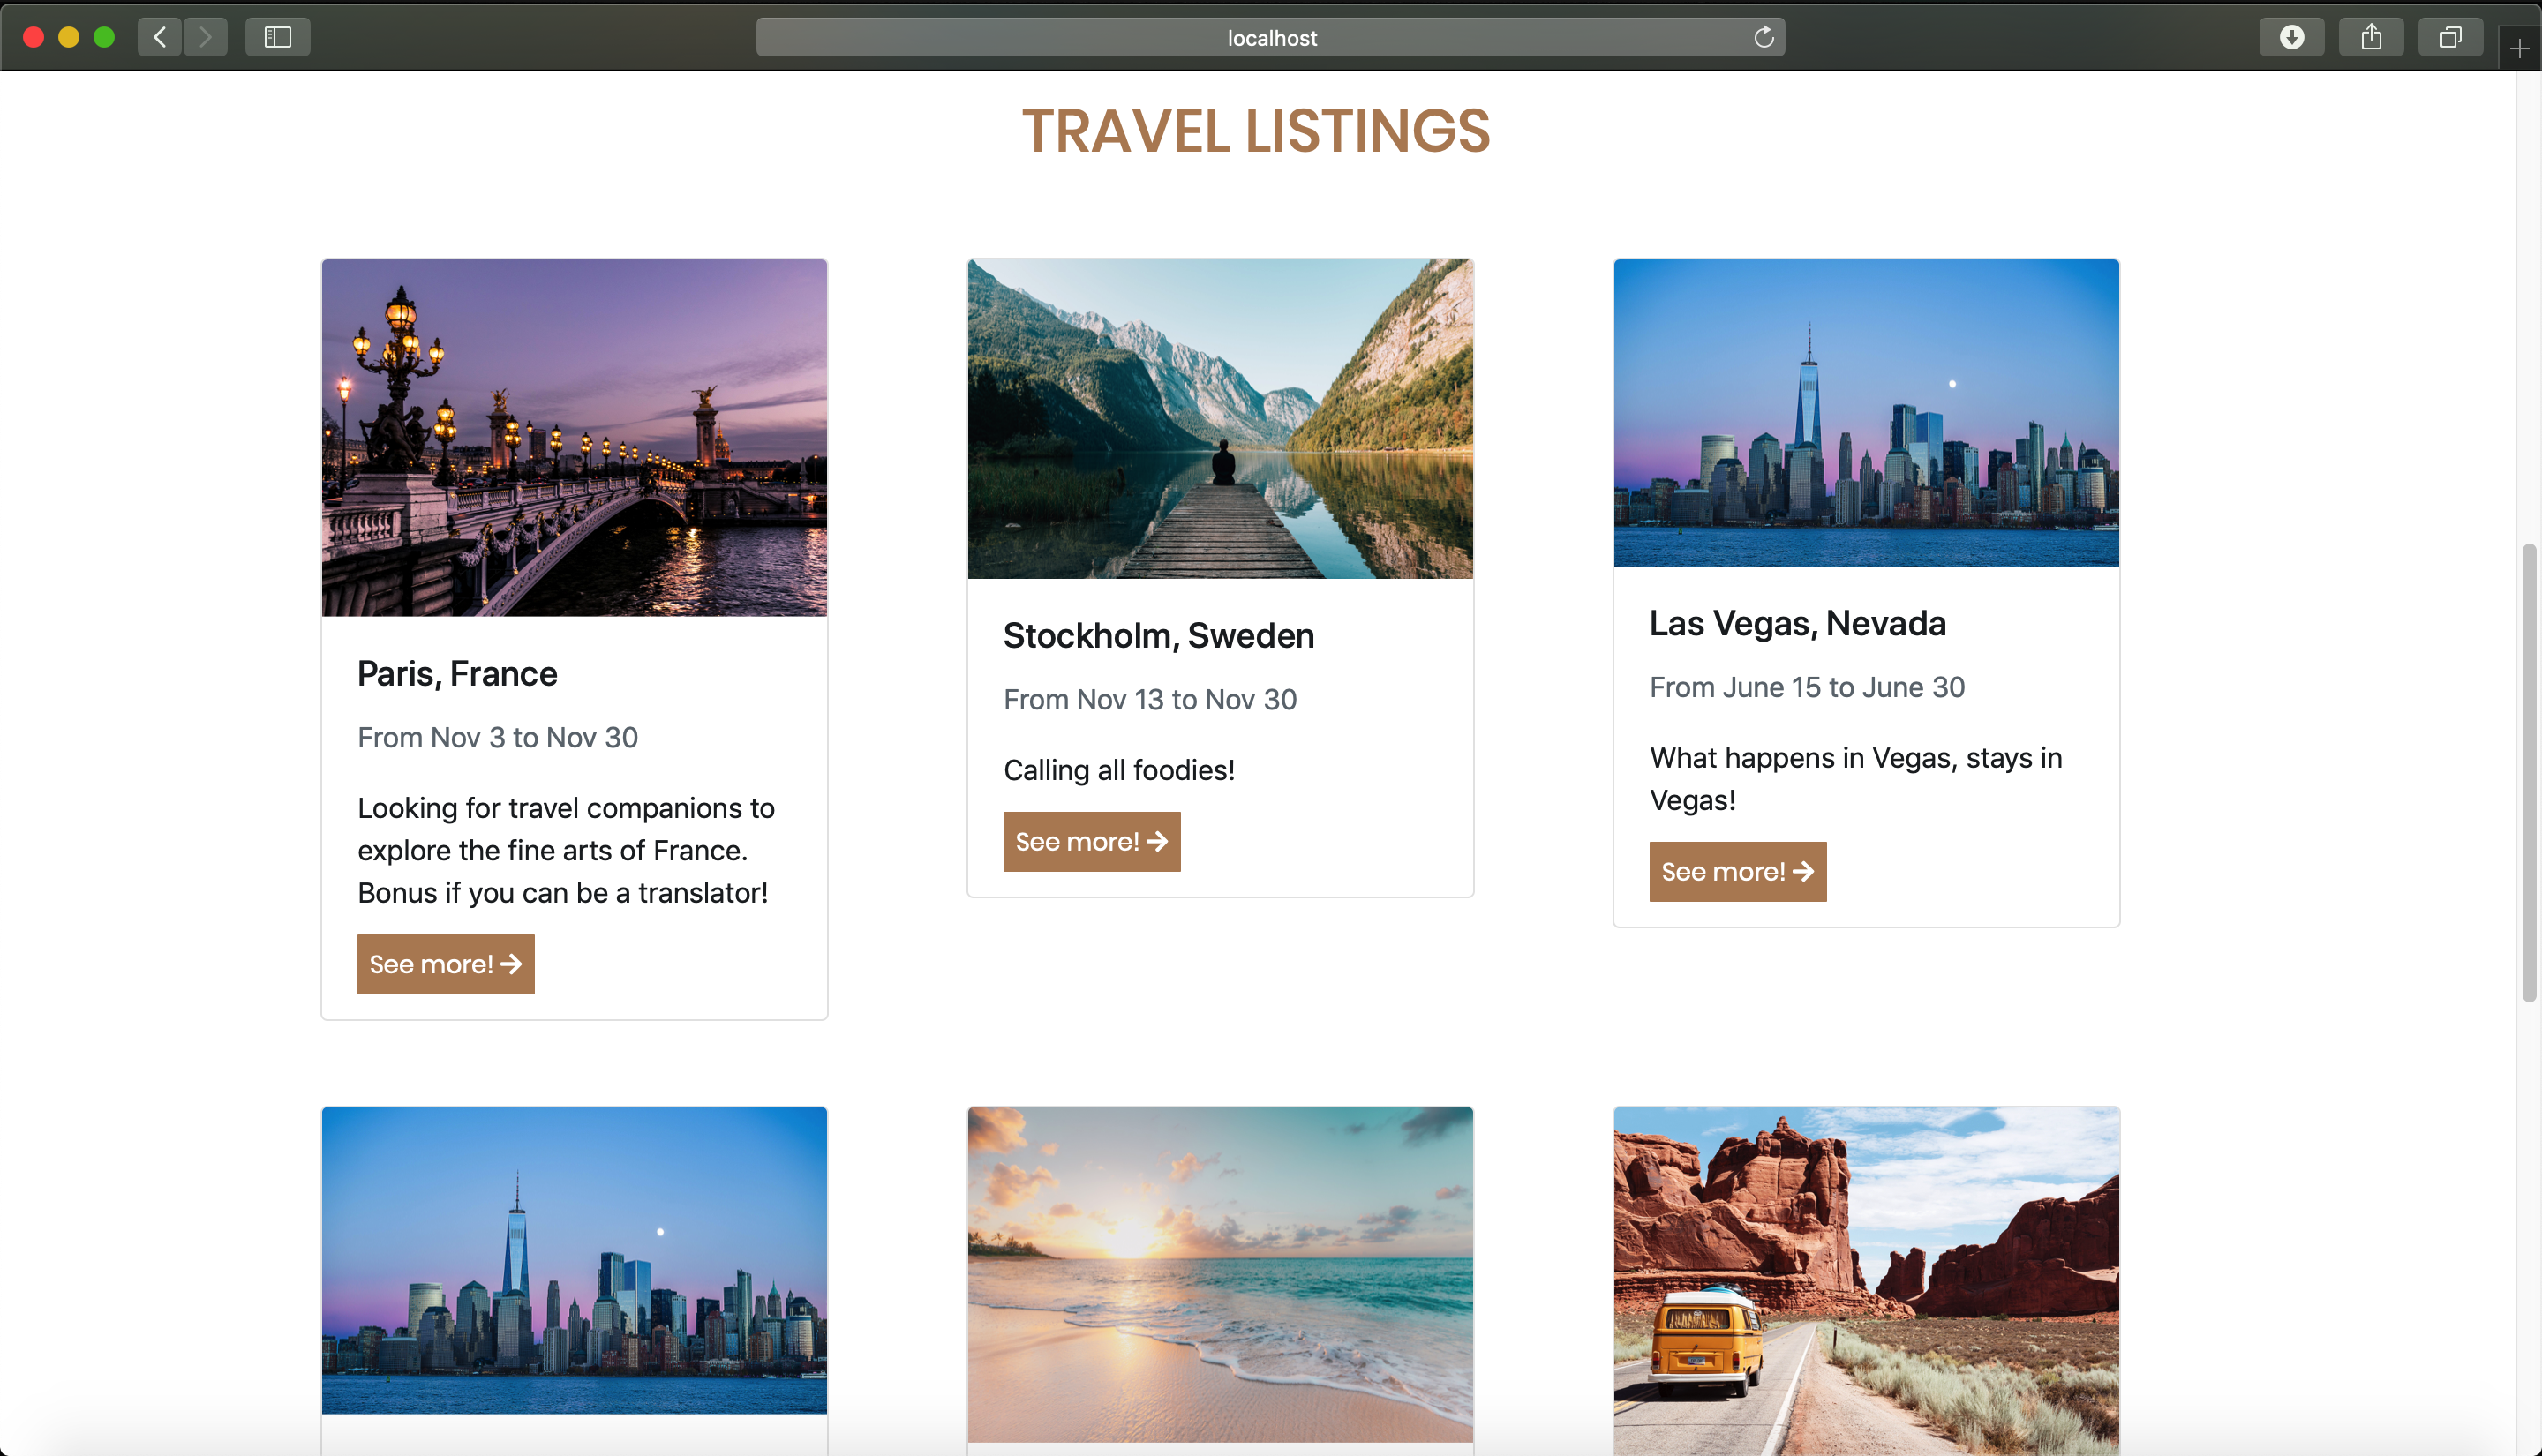 localhost
TRAVEL LISTINGS
Paris, France
From Nov 3 to Nov 30
Looking for travel companions to
explore the fine arts of France.
Bonus if you can be a translator!
See more!
Stockholm, Sweden
From Nov 13 to Nov 30
Calling all foodies!
See more!
Las Vegas, Nevada
From June 15 to June 30
What happens in Vegas, stays in
Vegas!
See more!